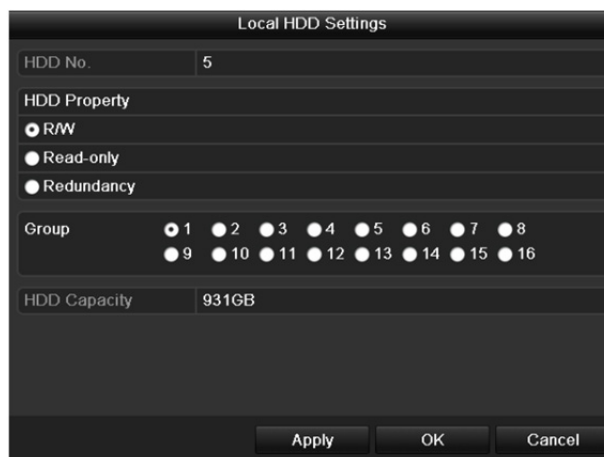 Local HDD Settings
HDD No. 5
HDD Property
R/W
Read-only
Redundancy
Group 1 2 3 4 5 6 7 8
9 10 11 12 13 14 15 16
HDD Capacity 931GB
Apply OK Cancel